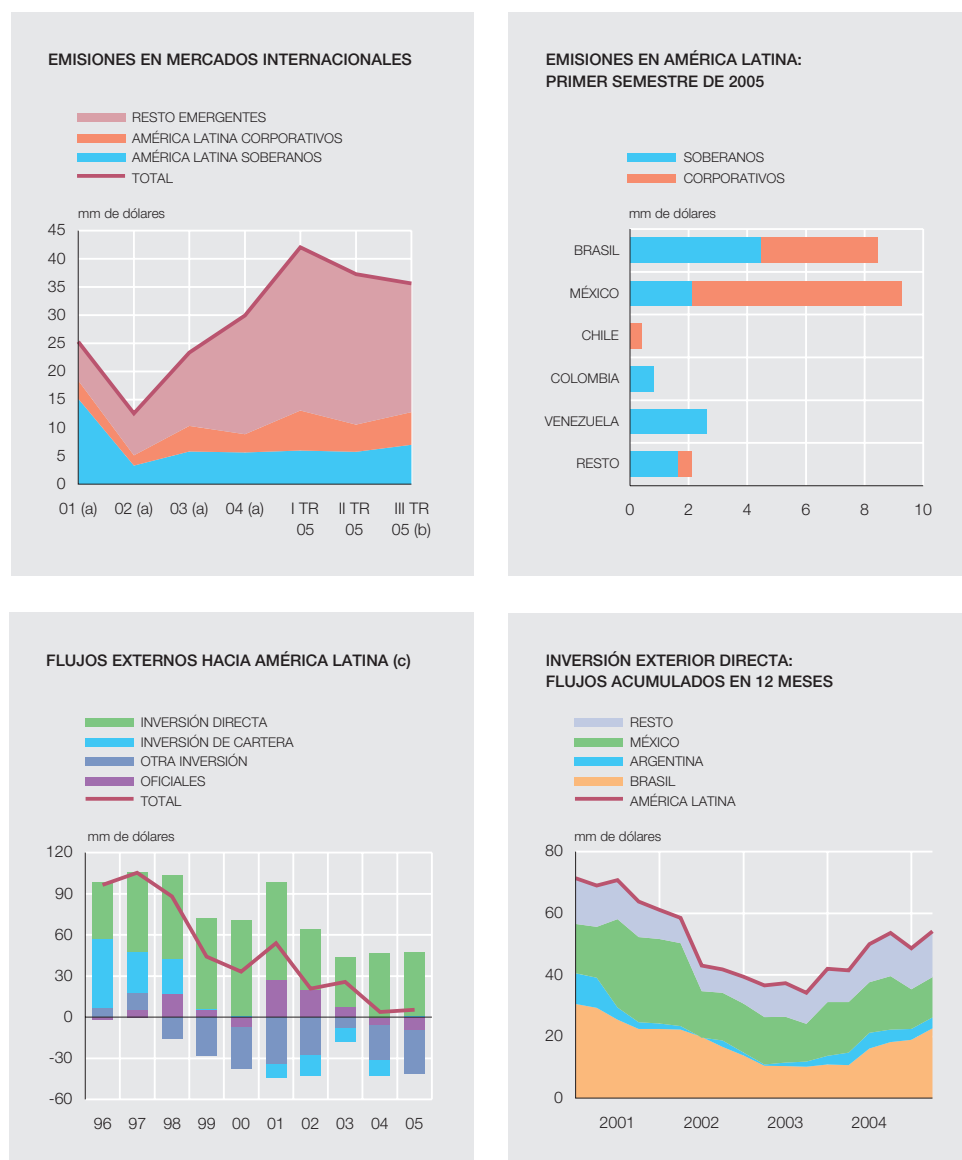 EMISIONES EN MERCADOS INTERNACIONALES
RESTO EMERGENTES
AMÉRICA LATINA CORPORATIVOS
AMÉRICA LATINA SOBERANOS
TOTAL
mm de dólares
45
40
35
30
25
20
15
10
5
0
01 (a) 02 (a) 03 (a) 04 (a) I TR II TR III TR
05 05 05 (b)
EMISIONES EN AMÉRICA LATINA:
PRIMER SEMESTRE DE 2005
SOBERANOS
CORPORATIVOS
mm de dólares
BRASIL
MÉXICO
CHILE
COLOMBIA
VENEZUELA
RESTO
0 2 4 6 8 10
FLUJOS EXTERNOS HACIA AMÉRICA LATINA (c)
INVERSIÓN DIRECTA
INVERSIÓN DE CARTERA
OTRA INVERSIÓN
OFICIALES
TOTAL
mm de dólares
120
90
60
30
0
-30
-60
96 97 98 99 00 01 02 03 04 05
INVERSIÓN EXTERIOR DIRECTA:
FLUJOS ACUMULADOS EN 12 MESES
RESTO
MÉXICO
ARGENTINA
BRASIL
AMÉRICA LATINA
mm de dólares
80
60
40
20
0
2001 2002 2003 2004